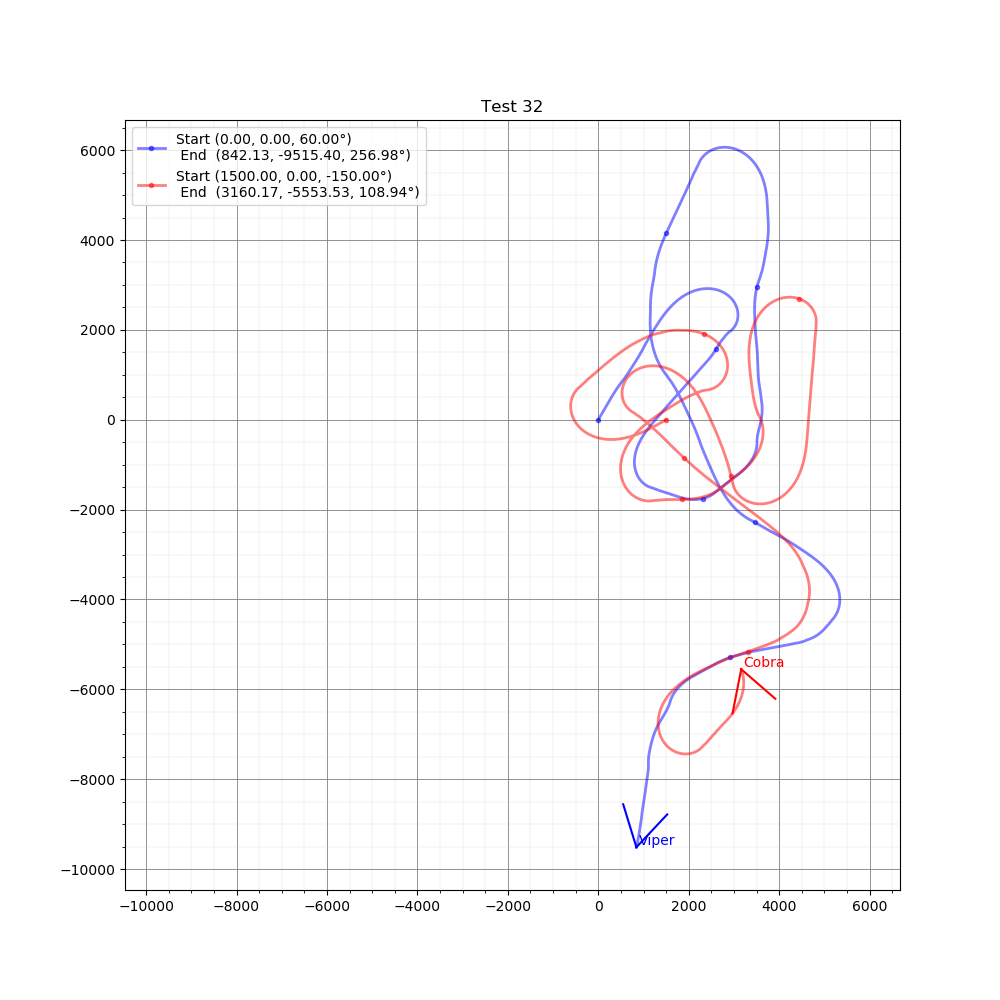 Test 32
Start (0.00, 0.00, 60.00°)
End (842.13, -9515.40, 256.98°)
Start (1500.00, 0.00, -150.00°)
End (3160.17, -5553.53, 108.94°)
6000
4000
2000
0
−2000
−4000
−6000
−8000
−10000
Cobra
Viper
−10000 −8000 −6000 −4000 −2000 0 2000 4000 6000